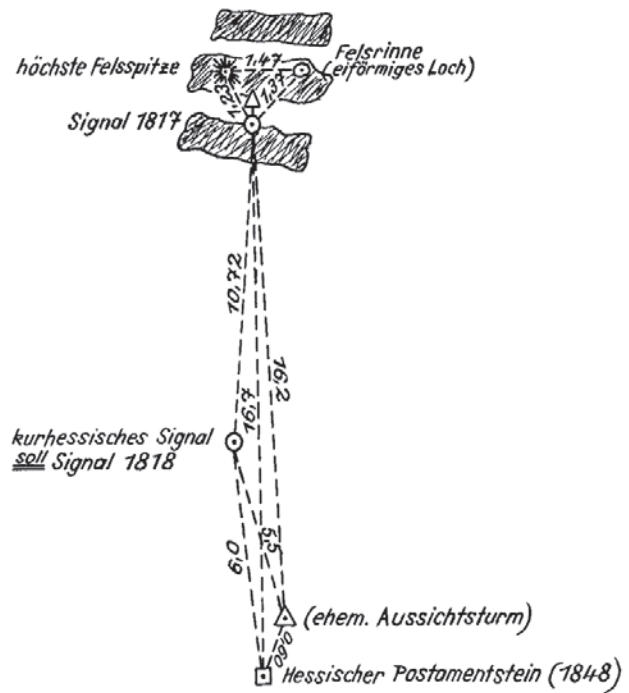 höchste Felsspitze
1,47
Felsrinne
(eiförmiges Loch)
1,23
1,37
Signal 1817
10,72
16,7
16,2
kurhessisches Signal
soll Signal 1818
6,0
5,5
(ehem. Aussichtsturm)
0,60
Hessischer Postamentstein (1848)